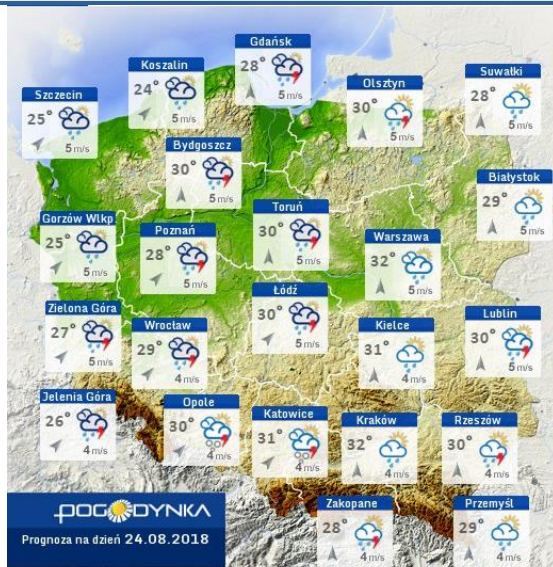 Gdańsk
28°
5 m/s
Koszalin
24°
5 m/s
Olsztyn
30°
5 m/s
Suwałki
28°
5 m/s
Szczecin
25°
5 m/s
Bydgoszcz
30°
5 m/s
Białystok
29°
5 m/s
Gorzów Wlkp
25°
5 m/s
Poznań
28°
5 m/s
Toruń
30°
5 m/s
Warszawa
32°
5 m/s
Zielona Góra
27°
5 m/s
Wrocław
29°
4 m/s
Łódź
30°
5 m/s
Kielce
31°
4 m/s
Lublin
30°
5 m/s
Jelenia Góra
26°
4 m/s
Opole
30°
4 m/s
Katowice
31°
4 m/s
Kraków
32°
4 m/s
Rzeszów
30°
4 m/s
Zakopane
28°
4 m/s
Przemyśl
29°
4 m/s
POGODYNKA
Prognoza na dzień 24.08.2018